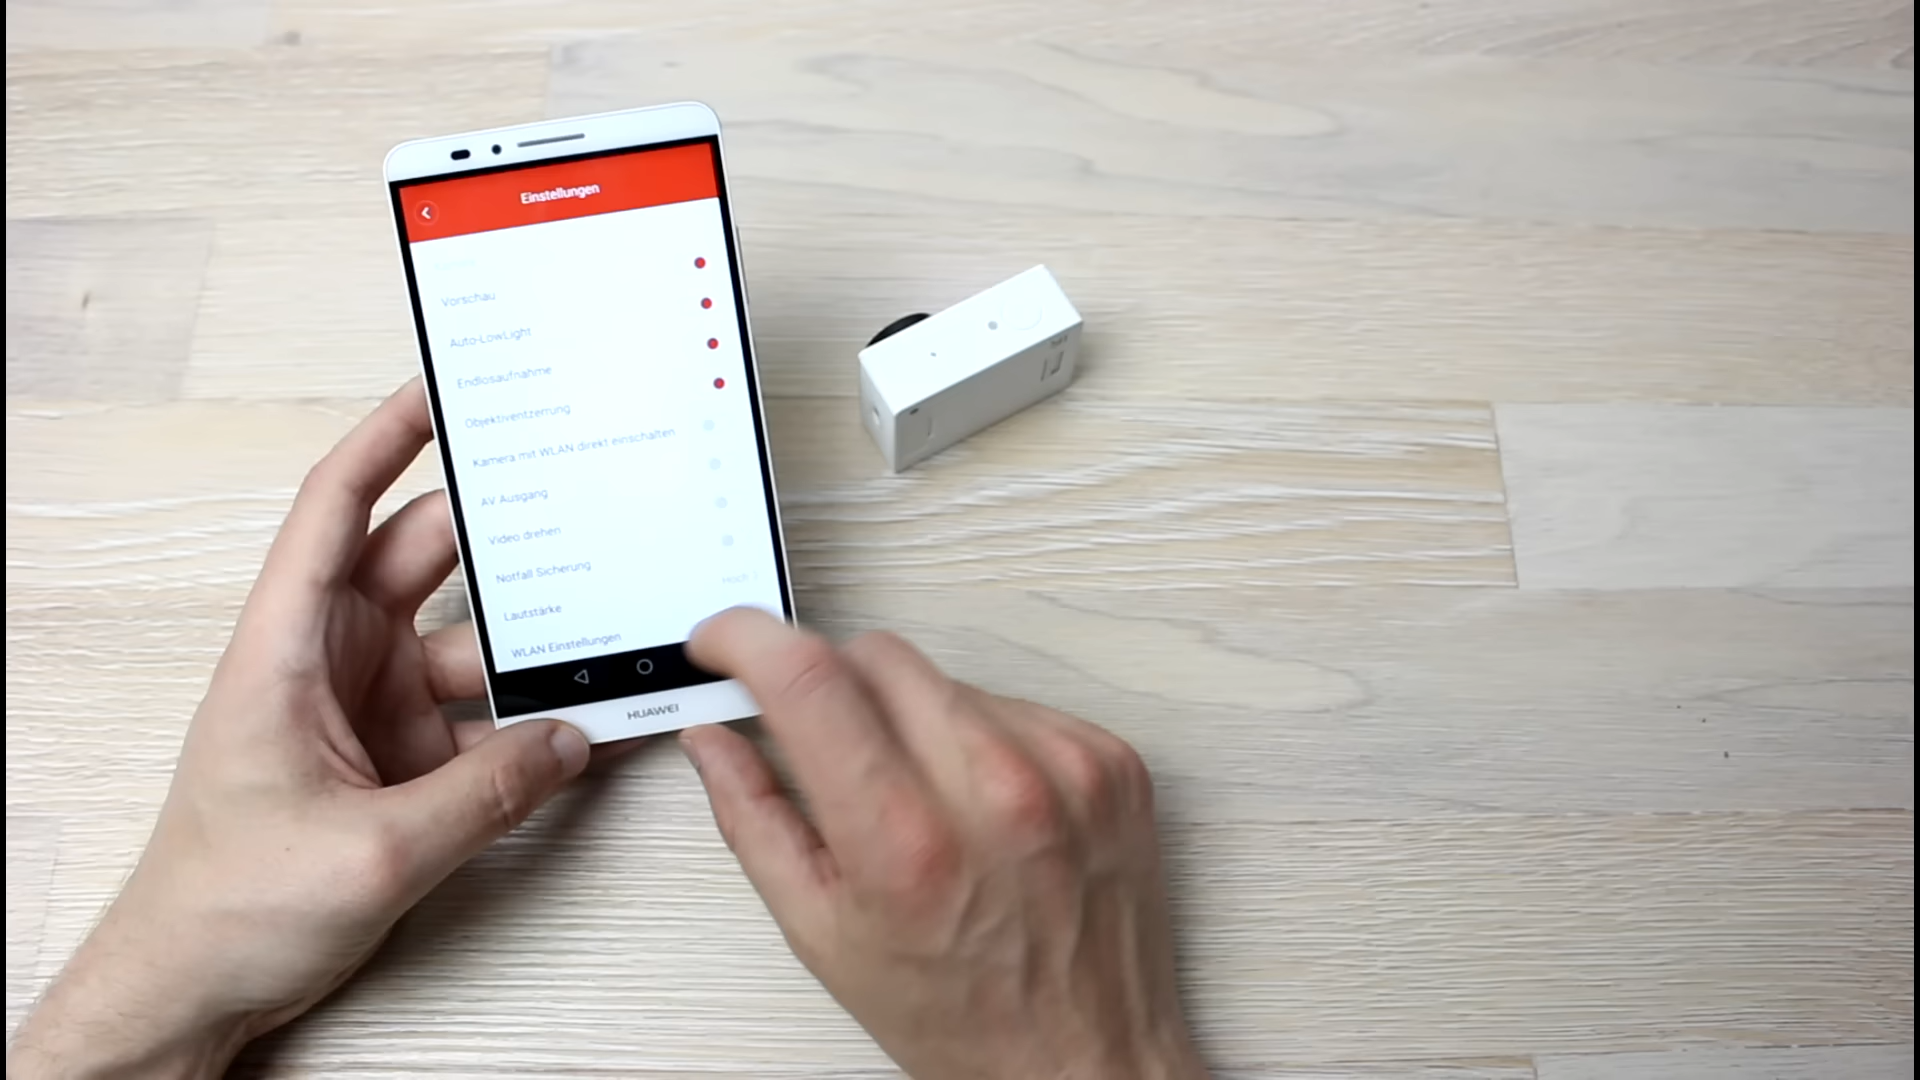 Einstellungen
Vorschau
Auto-LowLight
Endlosaufnahme
Objektiventzerrung
Kamera mit WLAN direkt einschalten
AV Ausgang
Video drehen
Notfall Sicherung
Hoch
Lautstärke
WLAN Einstellungen
HUAWEI